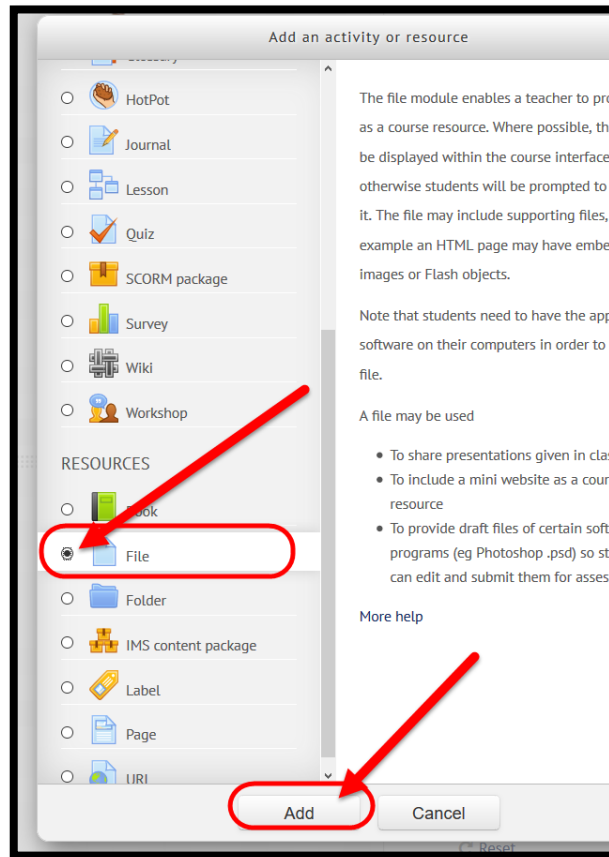 Add an activity or resource
Glossary
HotPot
Journal
Lesson
Quiz
SCORM package
Survey
Wiki
Workshop
RESOURCES
Book
File
Folder
IMS content package
Label
Page
URL
The file module enables a teacher to pro
as a course resource. Where possible, th
be displayed within the course interface
otherwise students will be prompted to
it. The file may include supporting files,
example an HTML page may have embe
images or Flash objects.
Note that students need to have the app
software on their computers in order to
file.
A file may be used
To share presentations given in clas
To include a mini website as a cour
resource
To provide draft files of certain soft
programs (eg Photoshop .psd) so st
can edit and submit them for asses
More help
Add
Cancel
Reset